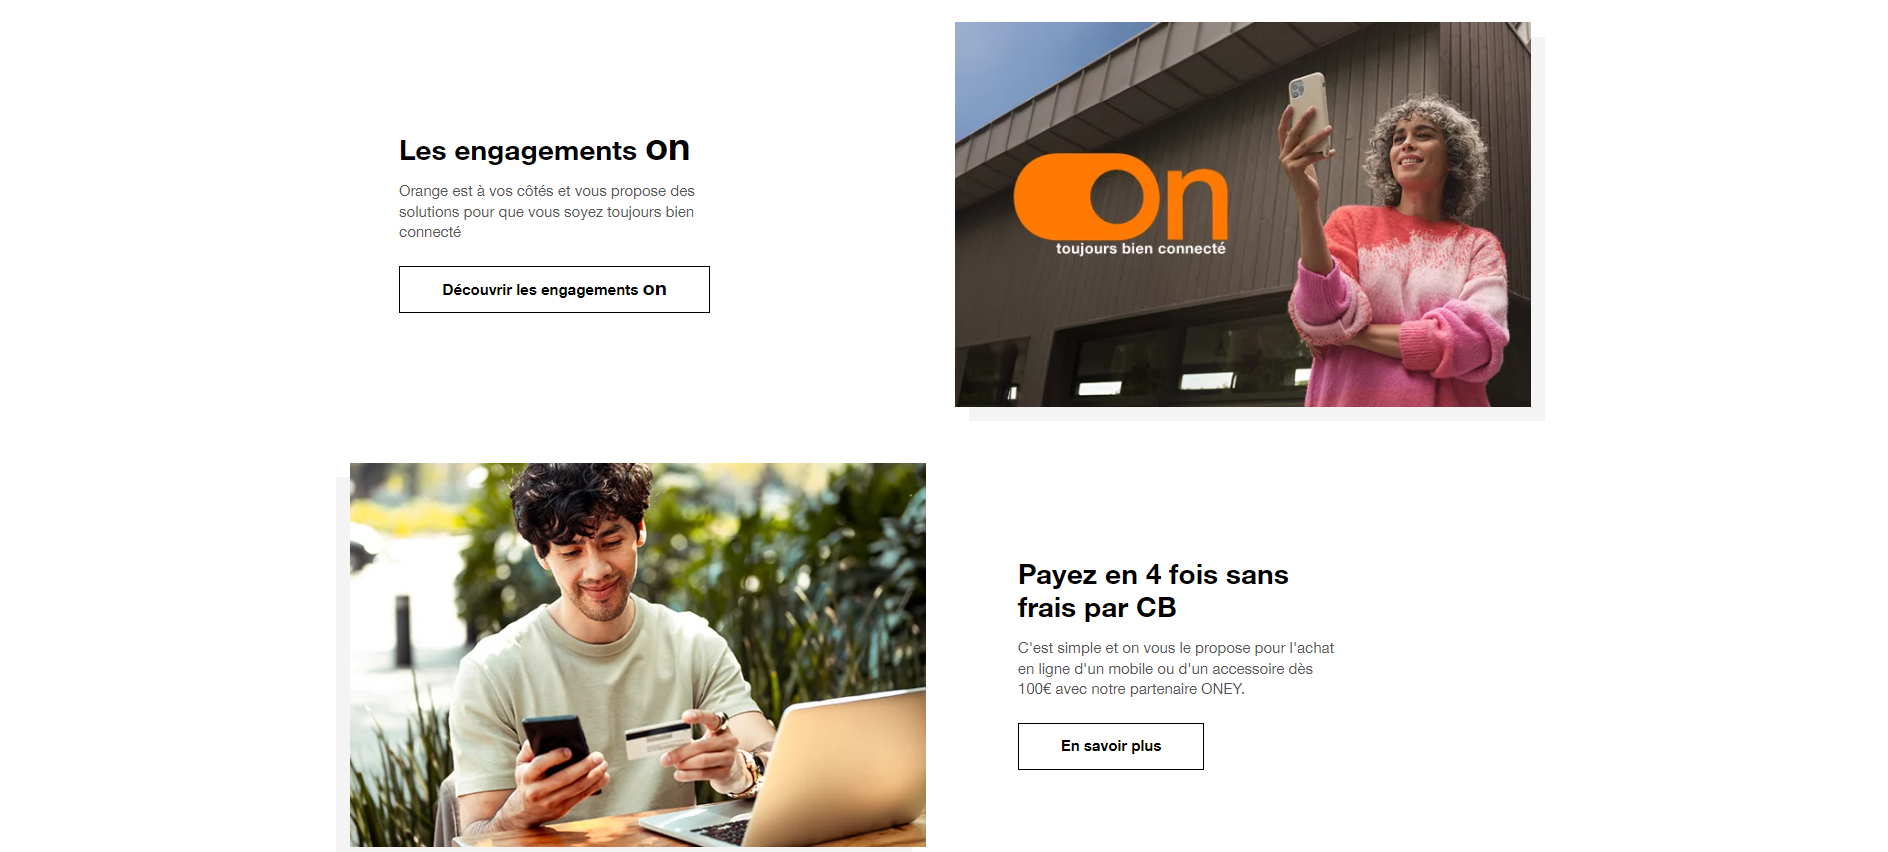 Les engagements on
Orange est à vos côtés et vous propose des
solutions pour que vous soyez toujours bien
connecté
Découvrir les engagements on
On
toujours bien connecté
Payez en 4 fois sans
frais par CB
C'est simple et on vous le propose pour l'achat
en ligne d'un mobile ou d'un accessoire dès
100€ avec notre partenaire ONEY.
En savoir plus